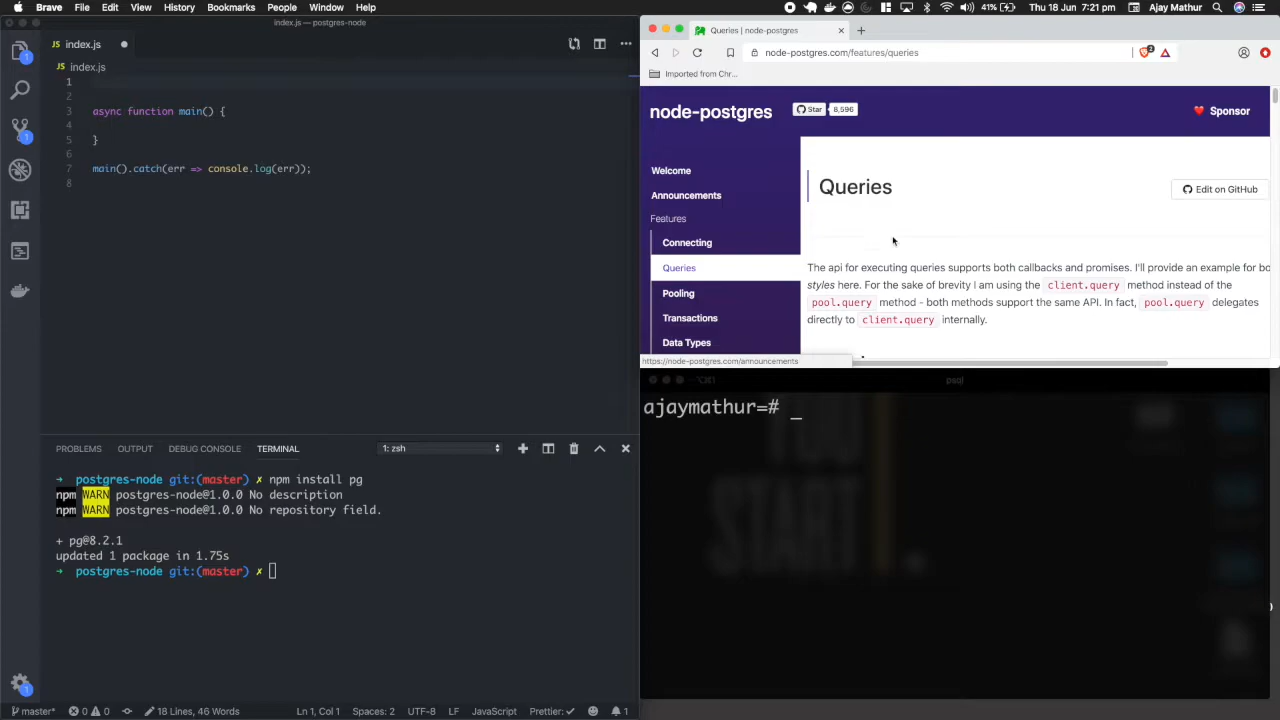 Brave File Edit View History Bookmarks People Window Help 41% Thu 18 Jun 7:21 pm Ajay Mathur
index.js — postgres-node
index.js
index.js
1
2
3 async function main() {
4
5 }
6
7 main().catch(err => console.log(err));
8
PROBLEMS OUTPUT DEBUG CONSOLE TERMINAL 1: zsh
→ postgres-node git:(master) ✗ npm install pg
npm WARN postgres-node@1.0.0 No description
npm WARN postgres-node@1.0.0 No repository field.
+ pg@8.2.1
updated 1 package in 1.75s
→ postgres-node git:(master) ✗
master* 0 0 18 Lines, 46 Words Ln 1, Col 1 Spaces: 2 UTF-8 LF JavaScript Prettier: ✓ 1
Queries | node-postgres
node-postgres.com/features/queries
Imported from Chr...
node-postgres Star 8,596 Sponsor
Welcome
Announcements
Features
Connecting
Queries
Pooling
Transactions
Data Types
Queries
Edit on GitHub
The api for executing queries supports both callbacks and promises. I'll provide an example for bo
styles here. For the sake of brevity I am using the client.query method instead of the
pool.query method - both methods support the same API. In fact, pool.query delegates
directly to client.query internally.
https://node-postgres.com/announcements
⌥⌘1 psql
ajaymathur=# _
YOU
START.